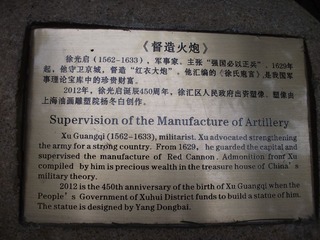 《督造火炮》
徐光启(1562-1633),军事家,主张“强国必以正兵”。1629年
起,他守卫京城,督造“红衣大炮”。他汇编的《徐氏庖言》,是我国军
事理论宝库中的珍贵财富。
2012年,徐光启诞辰450周年,徐汇区人民政府出资塑像。塑像由
上海油画雕塑院杨冬白创作。
Supervision of the Manufacture of Artillery
Xu Guangqi (1562-1633), militarist. Xu advocated strengthening
the army for a strong country. From 1629, he guarded the capital and
supervised the manufacture of Red Cannon. Admonition from Xu
compiled by him is precious wealth in the treasure house of China's
military theory.
2012 is the 450th anniversary of the birth of Xu Guangqi when the
People's Government of Xuhui District funds to build a statue of him.
The statue is designed by Yang Dongbai.